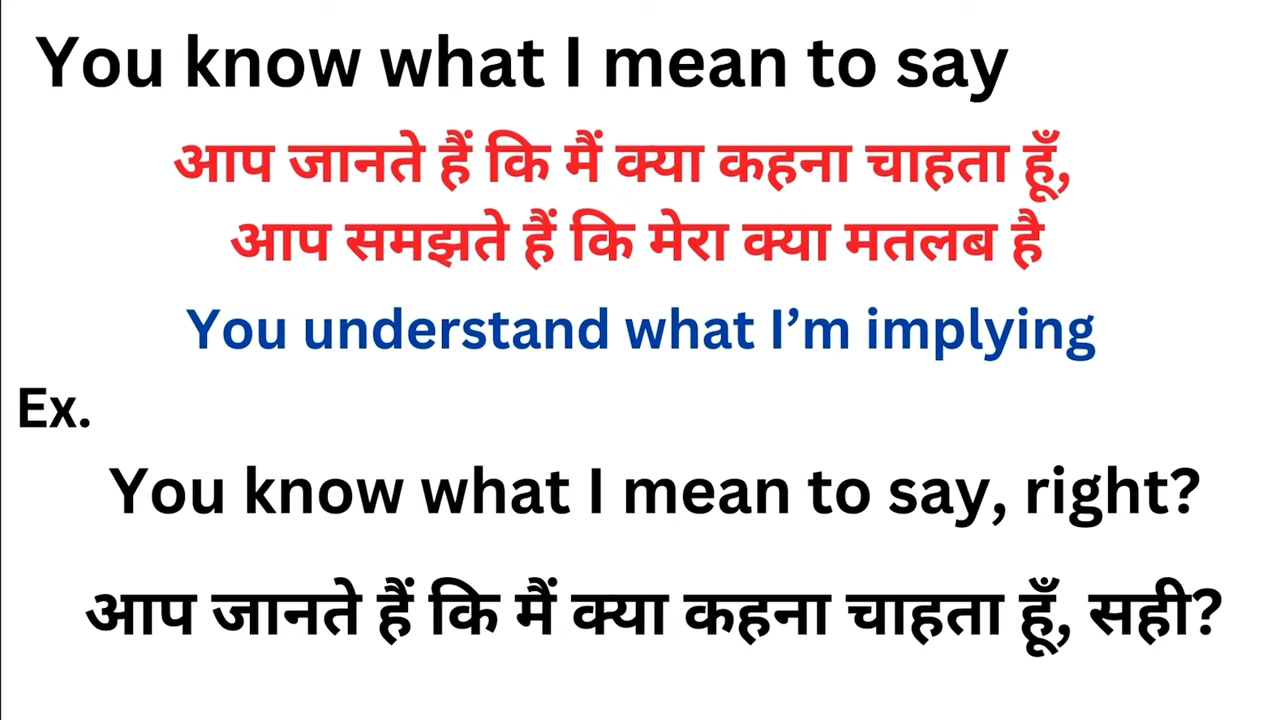 You know what I mean to say
आप जानते हैं कि मैं क्या कहना चाहता हूँ,
आप समझते हैं कि मेरा क्या मतलब है
You understand what I’m implying
Ex.
You know what I mean to say, right?
आप जानते हैं कि मैं क्या कहना चाहता हूँ, सही?